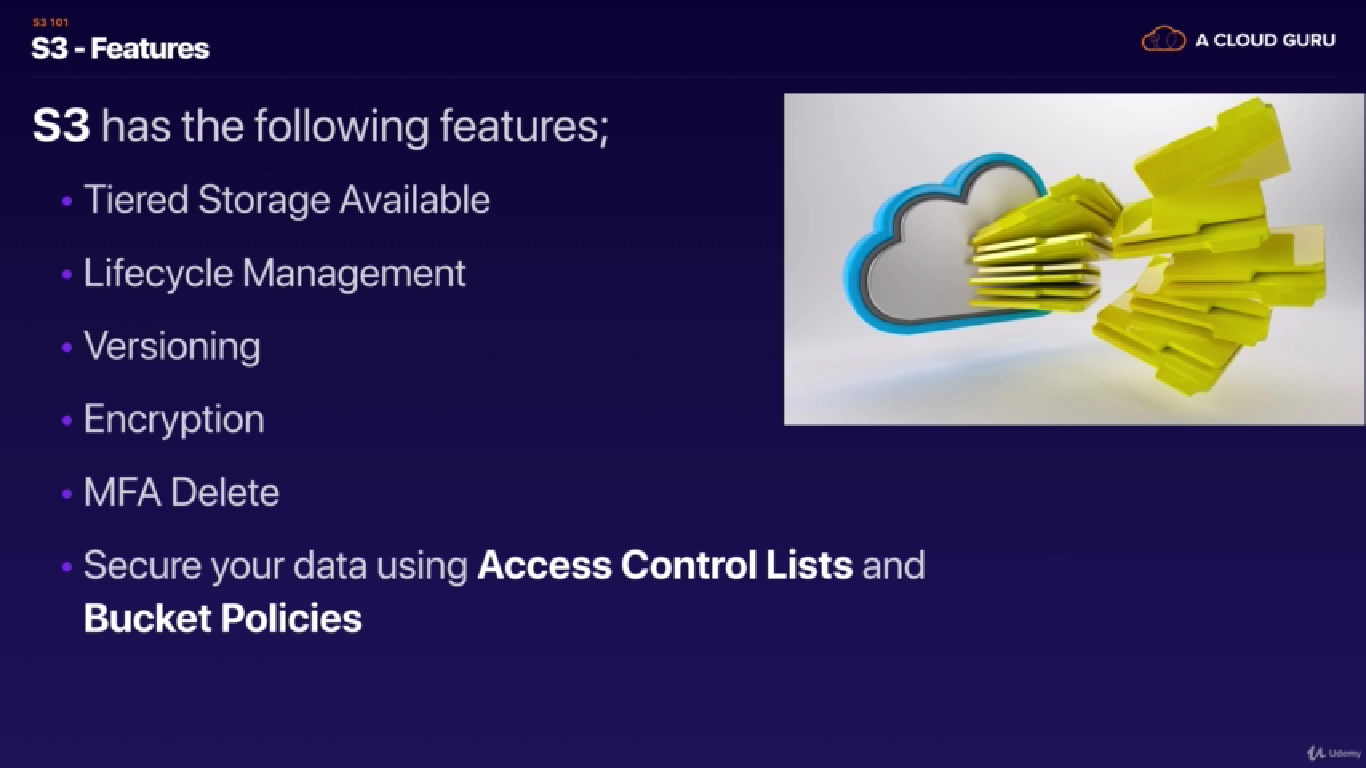 S3 101
S3 - Features
A CLOUD GURU
S3 has the following features;
• Tiered Storage Available
• Lifecycle Management
• Versioning
• Encryption
• MFA Delete
• Secure your data using Access Control Lists and
Bucket Policies
Udemy